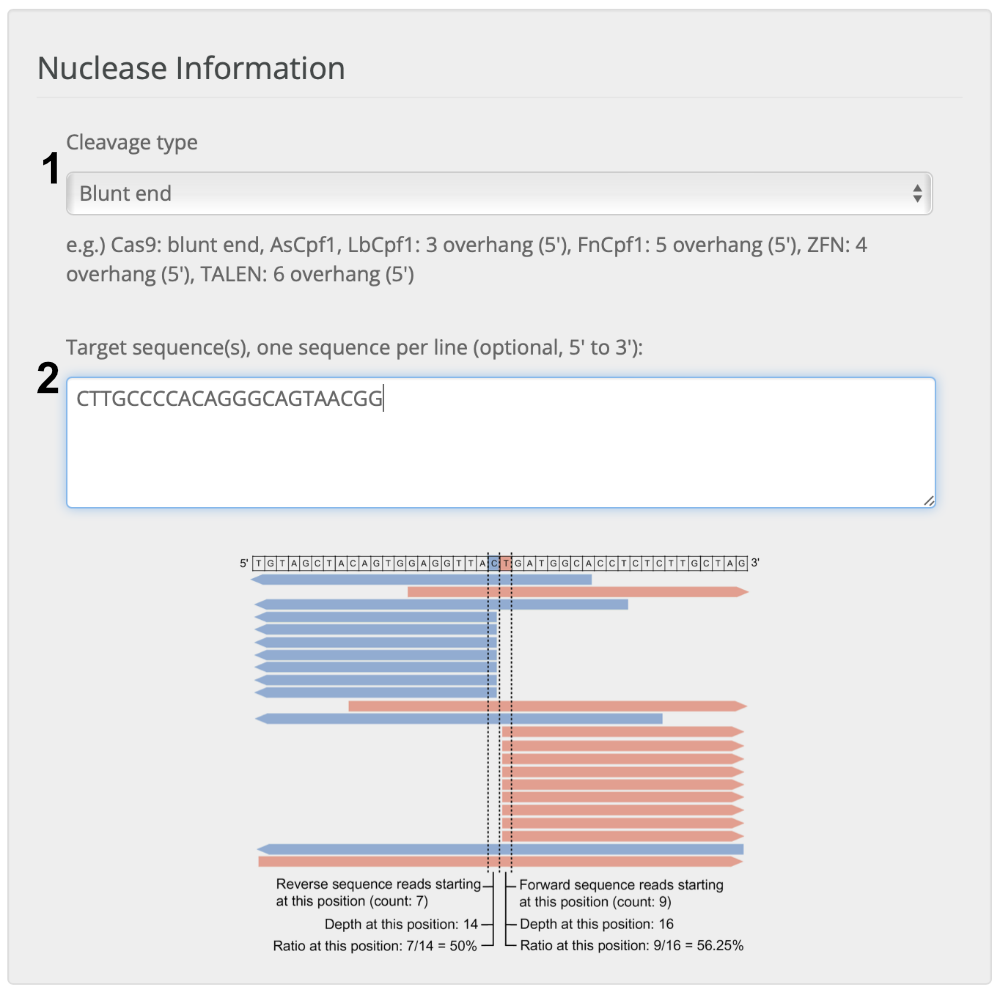 Nuclease Information
Cleavage type
1
Blunt end
e.g.) Cas9: blunt end, AsCpf1, LbCpf1: 3 overhang (5'), FnCpf1: 5 overhang (5'), ZFN: 4
overhang (5'), TALEN: 6 overhang (5')
Target sequence(s), one sequence per line (optional, 5' to 3'):
2
CTTGCCCCACAGGGCAGTAACGG
5' TGTAGCTACAGTGGAGGTTACTGATGGCACCTCTCTTGCTAG 3'
Reverse sequence reads starting
at this position (count: 7)
Depth at this position: 14
Ratio at this position: 7/14 = 50%
Forward sequence reads starting
at this position (count: 9)
Depth at this position: 16
Ratio at this position: 9/16 = 56.25%